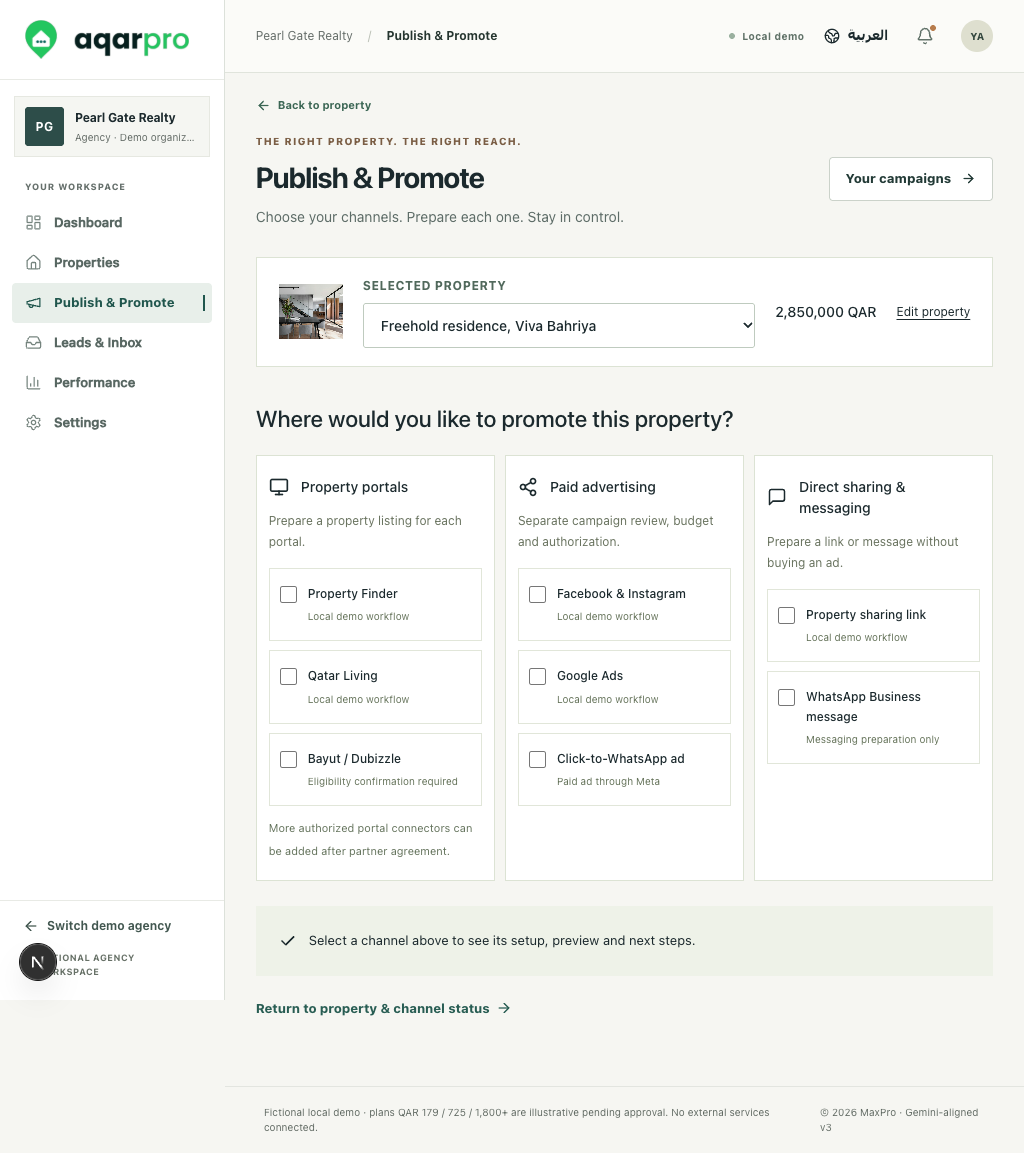 aqarpro
PG
Pearl Gate Realty
Agency · Demo organiz...
YOUR WORKSPACE
Dashboard
Properties
Publish & Promote
Leads & Inbox
Performance
Settings
Switch demo agency
IONAL AGENCY
RKSPACE
N
Pearl Gate Realty / Publish & Promote
Local demo
العربية
YA
Back to property
THE RIGHT PROPERTY. THE RIGHT REACH.
Publish & Promote
Choose your channels. Prepare each one. Stay in control.
Your campaigns
SELECTED PROPERTY
Freehold residence, Viva Bahriya
2,850,000 QAR
Edit property
Where would you like to promote this property?
Property portals
Prepare a property listing for each
portal.
Property Finder
Local demo workflow
Qatar Living
Local demo workflow
Bayut / Dubizzle
Eligibility confirmation required
More authorized portal connectors can
be added after partner agreement.
Paid advertising
Separate campaign review, budget
and authorization.
Facebook & Instagram
Local demo workflow
Google Ads
Local demo workflow
Click-to-WhatsApp ad
Paid ad through Meta
Direct sharing &
messaging
Prepare a link or message without
buying an ad.
Property sharing link
Local demo workflow
WhatsApp Business
message
Messaging preparation only
Select a channel above to see its setup, preview and next steps.
Return to property & channel status
Fictional local demo · plans QAR 179 / 725 / 1,800+ are illustrative pending approval. No external services
connected.
© 2026 MaxPro · Gemini-aligned
v3